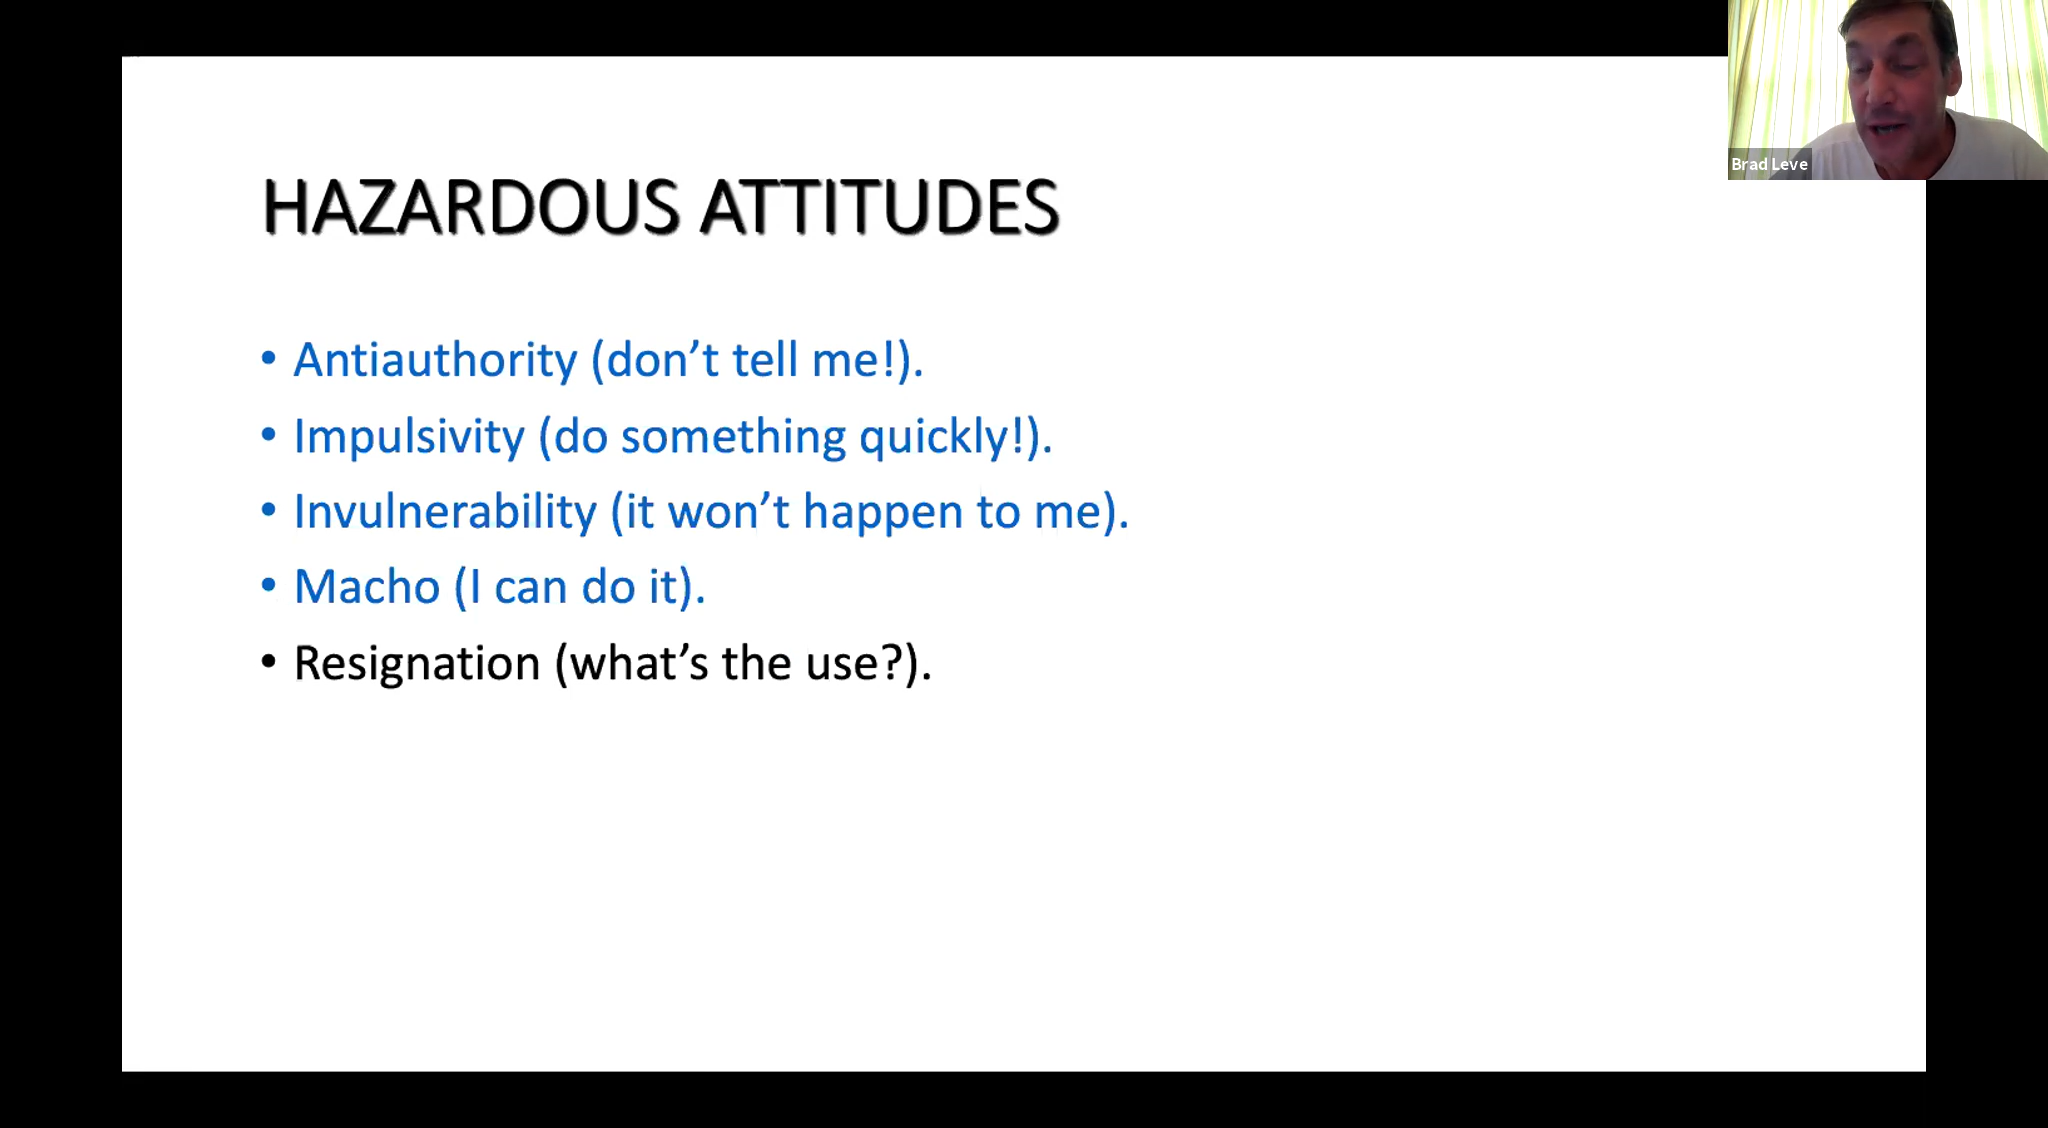 HAZARDOUS ATTITUDES
• Antiauthority (don’t tell me!).
• Impulsivity (do something quickly!).
• Invulnerability (it won’t happen to me).
• Macho (I can do it).
• Resignation (what’s the use?).
Brad Leve